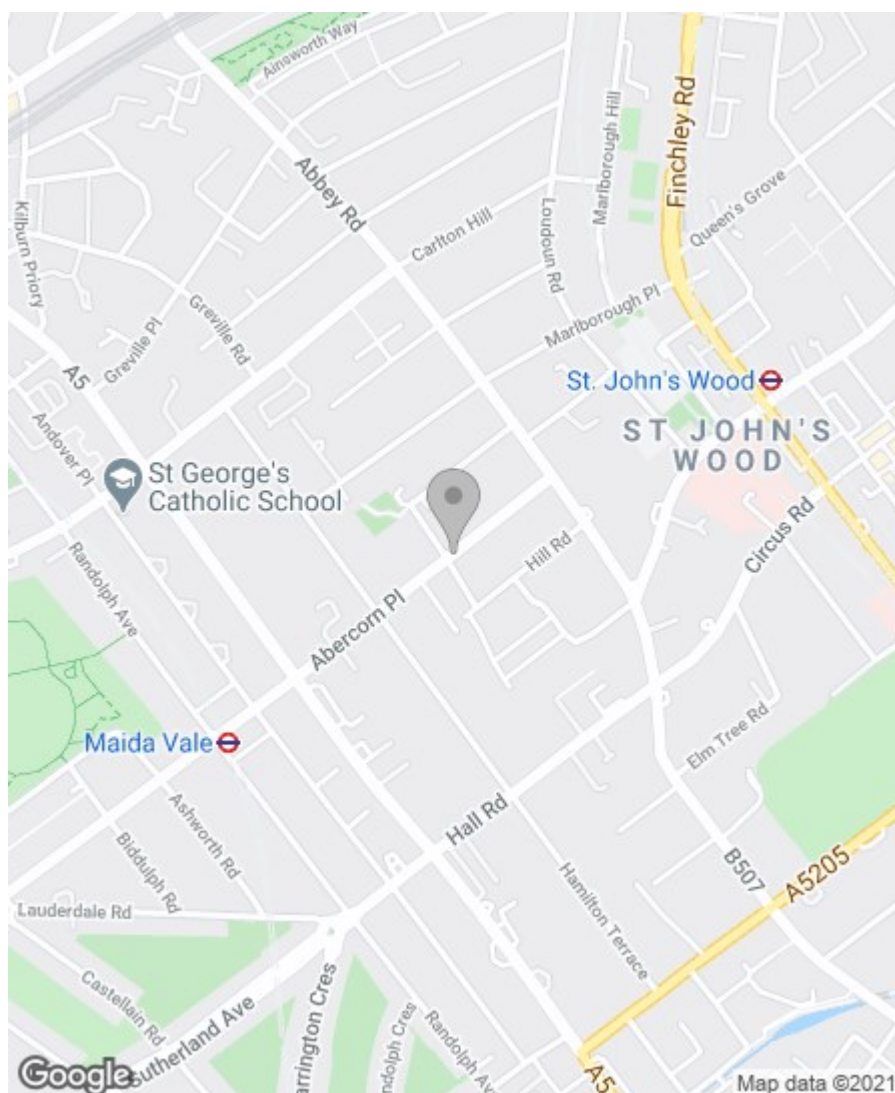 Ainsworth Way
Finchley Rd
Marlborough Hill
Abbey Rd
Queen's Grove
Carlton Hill
Loudoun Rd
Kilburn Priory
Greville Rd
Marlborough Pl
Greville Pl
A5
St. John's Wood
Andover Pl
ST JOHN'S
WOOD
St George's
Catholic School
Circus Rd
Hill Rd
Randolph Ave
Abercorn Pl
Elm Tree Rd
Maida Vale
Ashworth Rd
Hall Rd
Biddulph Rd
B507
A5205
Lauderdale Rd
Hamilton Terrace
Castellain Rd
Sutherland Ave
arrington Cres
ndolph Cres
Randolph Ave
A5
Google
Map data ©2021